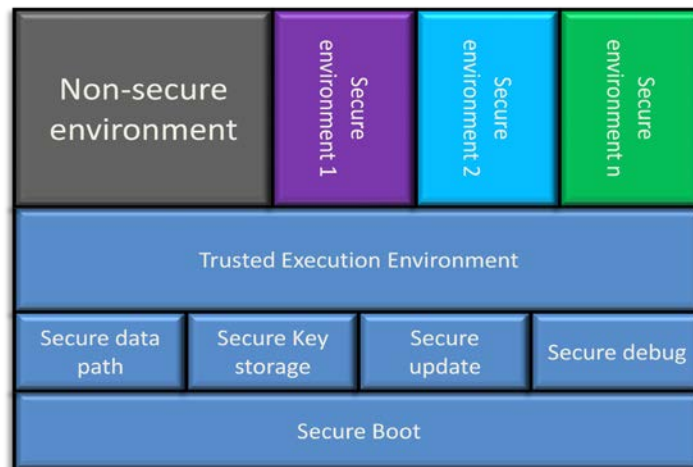 Non-secure
environment
Secure
environment 1
Secure
environment 2
Secure
environment n
Trusted Execution Environment
Secure data
path
Secure Key
storage
Secure
update
Secure debug
Secure Boot